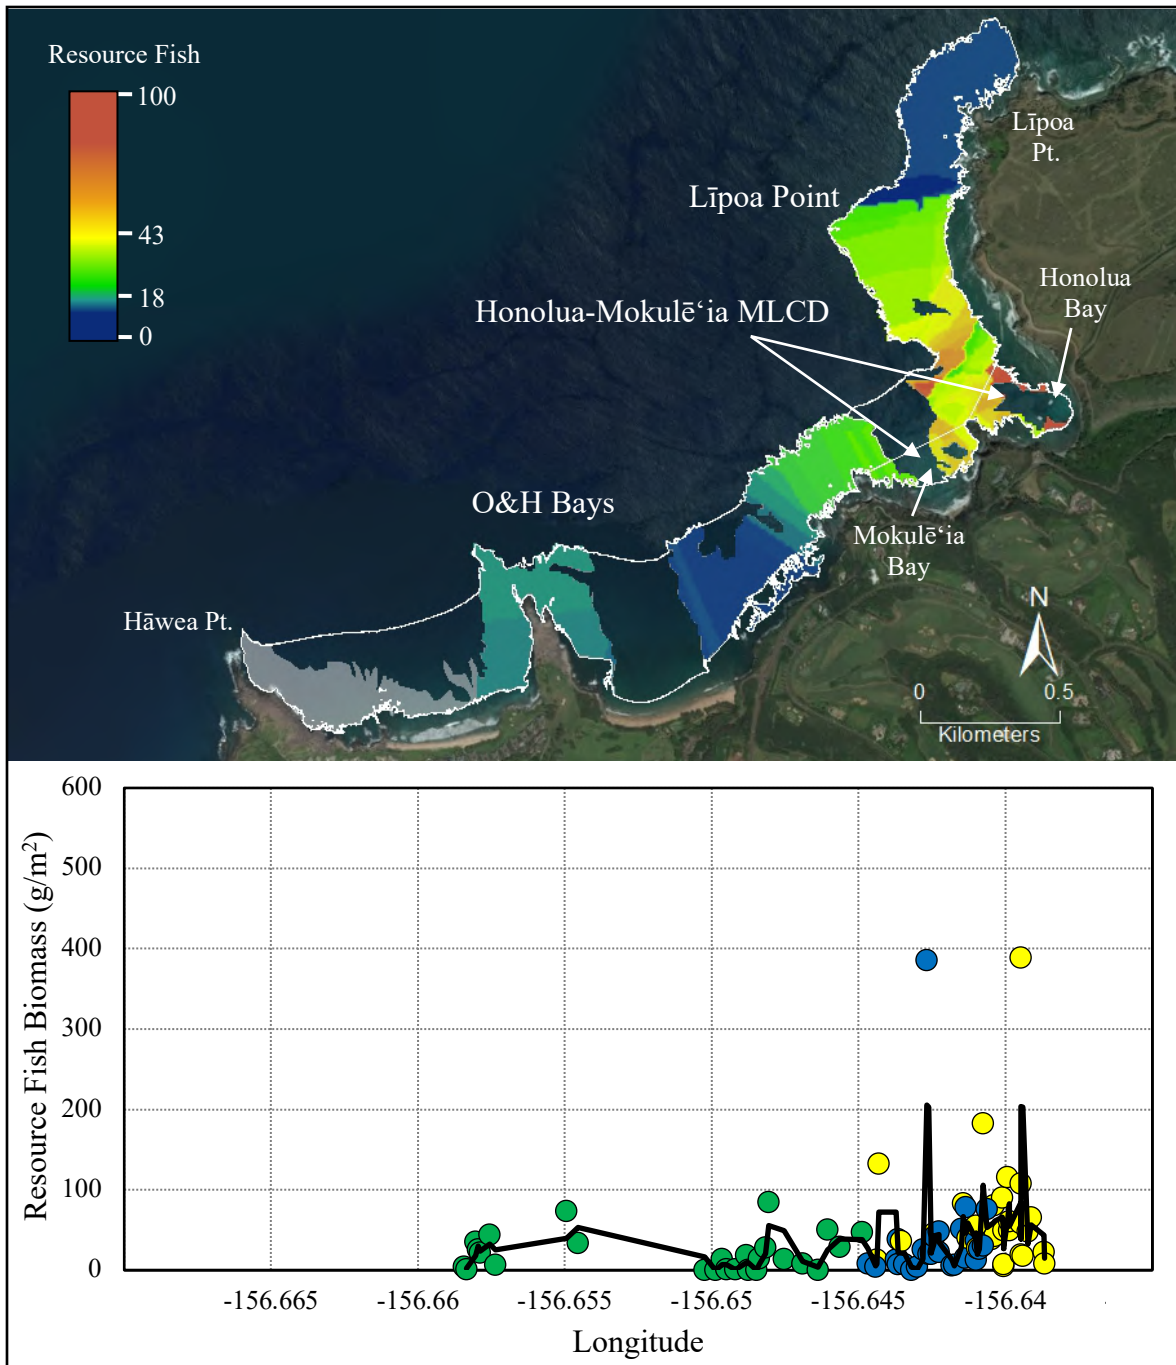 Resource Fish
100
43
18
0
Līpoa
Pt.
Līpoa Point
Honolua
Bay
Honolua-Mokulēʻia MLCD
O&H Bays
Mokulēʻia
Bay
Hāwea Pt.
N
0 0.5
Kilometers
600
500
400
300
200
100
0
Resource Fish Biomass (g/m²)
-156.665 -156.66 -156.655 -156.65 -156.645 -156.64
Longitude